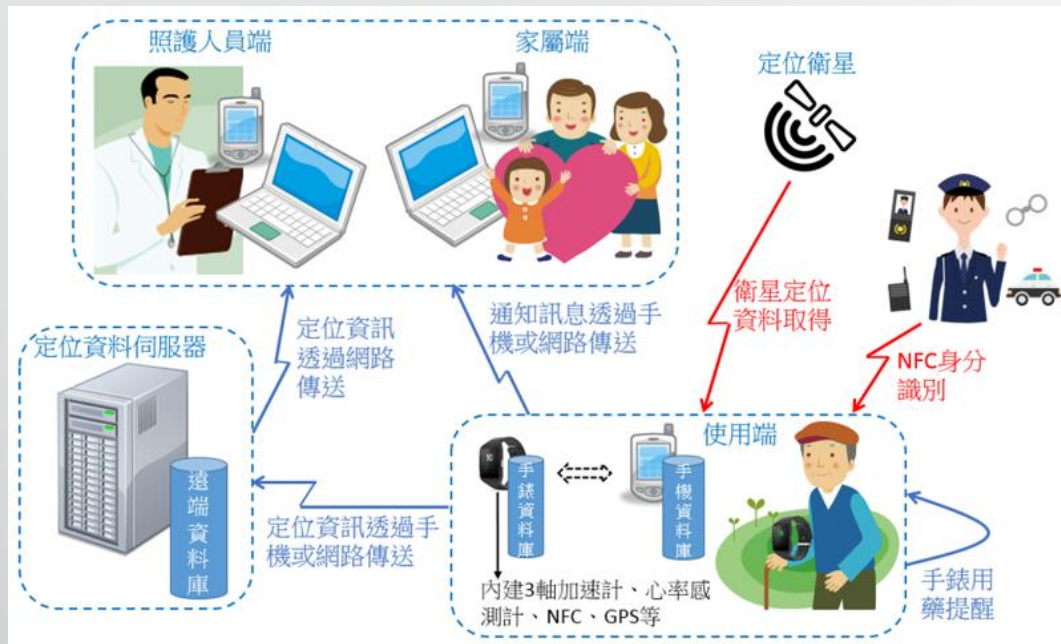 照護人員端
家屬端
定位衛星
衛星定位
資料取得
NFC身分
識別
定位資訊
透過網路
傳送
通知訊息透過手
機或網路傳送
定位資料伺服器
遠端資料庫
定位資訊透過手
機或網路傳送
使用端
手錶資料庫
手機資料庫
內建3軸加速計、心率感
測計、NFC、GPS等
手錶用
藥提醒